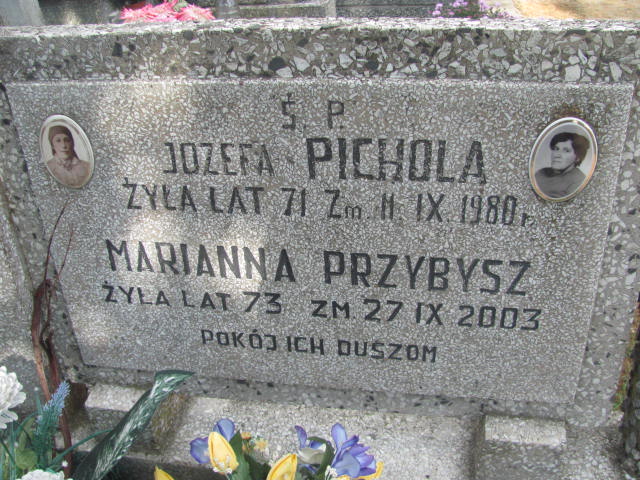 Ś. P.
JOZEFA PICHOLA
ŻYŁA LAT 71 Zm. 11. IX. 1980 r.
MARIANNA PRZYBYSZ
ŻYŁA LAT 73 ZM 27 IX 2003
POKÓJ ICH DUSZOM